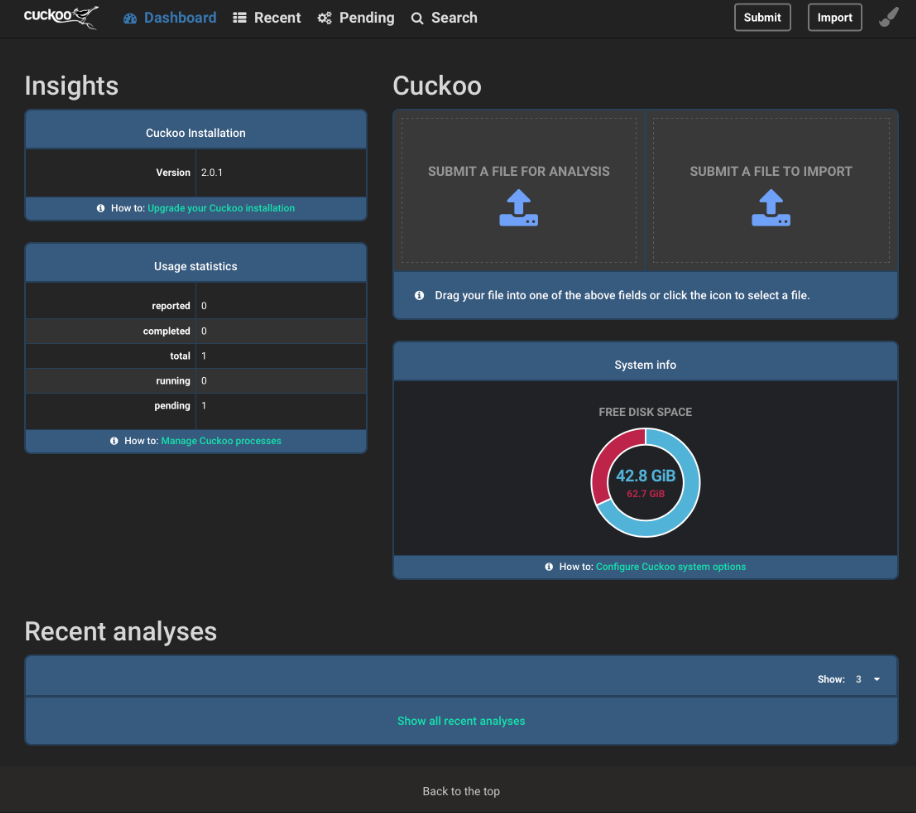 cuckoo Dashboard Recent Pending Search Submit Import
Insights
Cuckoo Installation
Version 2.0.1
How to: Upgrade your Cuckoo installation
Usage statistics
reported 0
completed 0
total 1
running 0
pending 1
How to: Manage Cuckoo processes
Cuckoo
SUBMIT A FILE FOR ANALYSIS
SUBMIT A FILE TO IMPORT
Drag your file into one of the above fields or click the icon to select a file.
System info
FREE DISK SPACE
42.8 GiB
62.7 GiB
How to: Configure Cuckoo system options
Recent analyses
Show: 3
Show all recent analyses
Back to the top